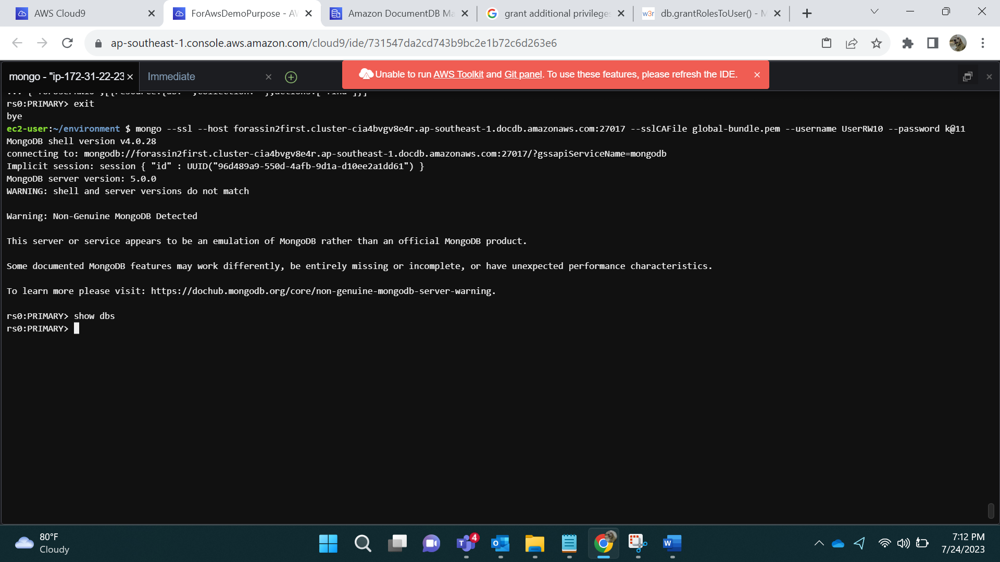 AWS Cloud9
ForAwsDemoPurpose - AW
Amazon DocumentDB Ma
grant additional privileges
w3r
db.grantRolesToUser() - M
ap-southeast-1.console.aws.amazon.com/cloud9/ide/731547da2cd743b9bc2e1b72c6d263e6
mongo - "ip-172-31-22-23
Immediate
Unable to run AWS Toolkit and Git panel. To use these features, please refresh the IDE.
rs0:PRIMARY> exit
bye
ec2-user:~/environment $ mongo --ssl --host forassin2first.cluster-cia4bvgv8e4r.ap-southeast-1.docdb.amazonaws.com:27017 --sslCAFile global-bundle.pem --username UserRW10 --password k@11
MongoDB shell version v4.0.28
connecting to: mongodb://forassin2first.cluster-cia4bvgv8e4r.ap-southeast-1.docdb.amazonaws.com:27017/?gssapiServiceName=mongodb
Implicit session: session { "id" : UUID("96d489a9-550d-4afb-9d1a-d10ee2a1dd61") }
MongoDB server version: 5.0.0
WARNING: shell and server versions do not match
Warning: Non-Genuine MongoDB Detected
This server or service appears to be an emulation of MongoDB rather than an official MongoDB product.
Some documented MongoDB features may work differently, be entirely missing or incomplete, or have unexpected performance characteristics.
To learn more please visit: https://dochub.mongodb.org/core/non-genuine-mongodb-server-warning.
rs0:PRIMARY> show dbs
rs0:PRIMARY>
80°F
Cloudy
4
7:12 PM
7/24/2023